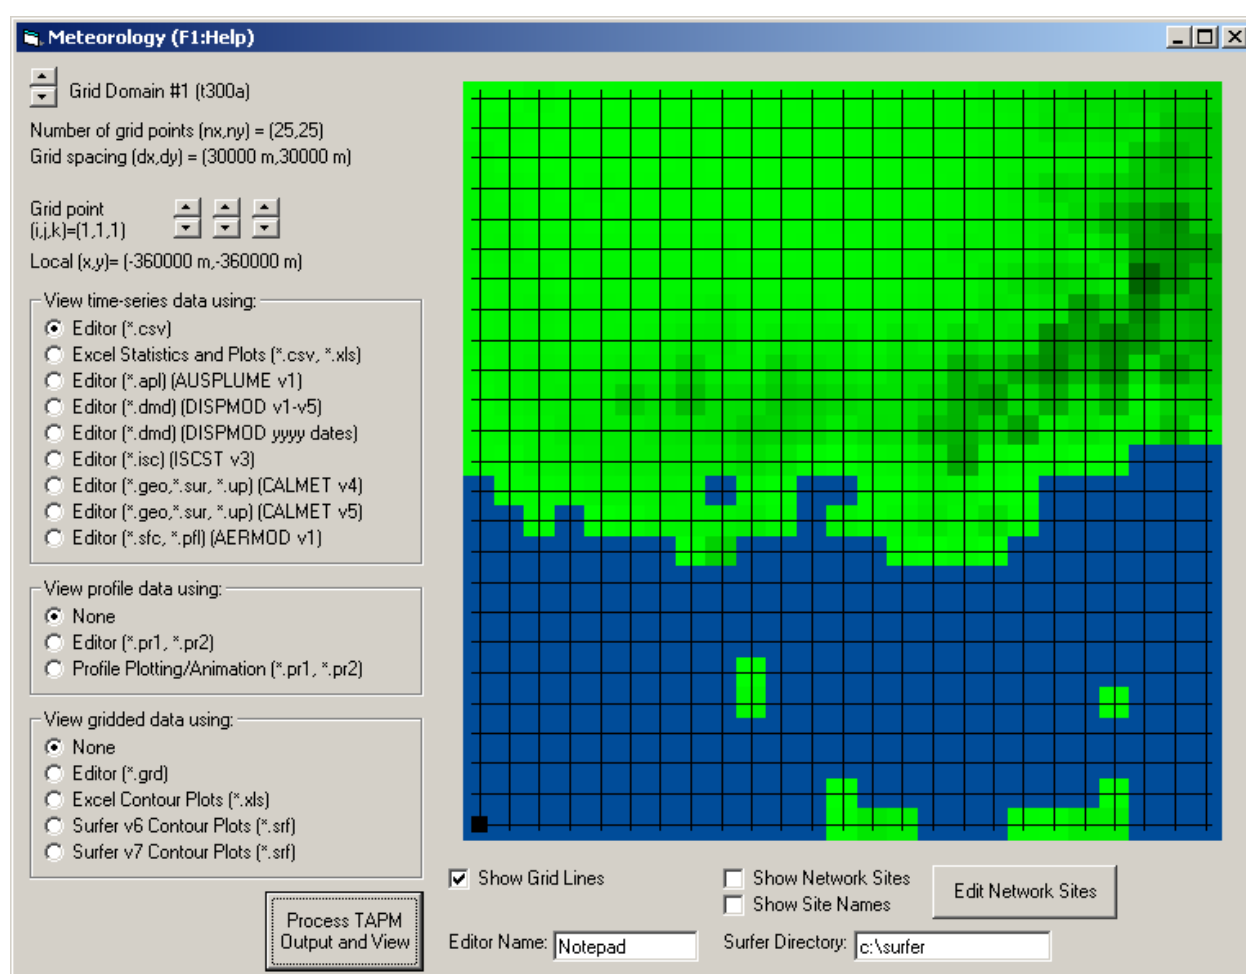 Meteorology (F1:Help)
Grid Domain #1 (t300a)
Number of grid points (nx,ny) = (25,25)
Grid spacing (dx,dy) = (30000 m,30000 m)
Grid point
(i,j,k)=(1,1,1)
Local (x,y)= (-360000 m,-360000 m)
View time-series data using:
Editor (*.csv)
Excel Statistics and Plots (*.csv, *.xls)
Editor (*.apl) (AUSPLUME v1)
Editor (*.dmd) (DISPMOD v1-v5)
Editor (*.dmd) (DISPMOD yyyy dates)
Editor (*.isc) (ISCST v3)
Editor (*.geo,*.sur, *.up) (CALMET v4)
Editor (*.geo,*.sur, *.up) (CALMET v5)
Editor (*.sfc, *.pfl) (AERMOD v1)
View profile data using:
None
Editor (*.pr1, *.pr2)
Profile Plotting/Animation (*.pr1, *.pr2)
View gridded data using:
None
Editor (*.grd)
Excel Contour Plots (*.xls)
Surfer v6 Contour Plots (*.srf)
Surfer v7 Contour Plots (*.srf)
Process TAPM
Output and View
Show Grid Lines
Show Network Sites
Show Site Names
Edit Network Sites
Editor Name: Notepad
Surfer Directory: c:\surfer